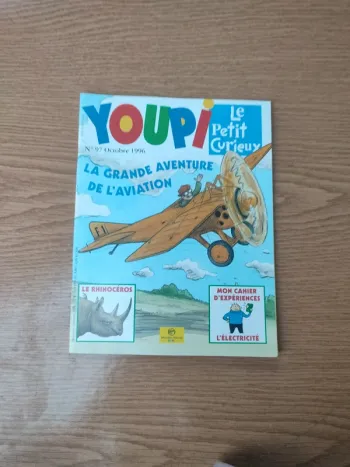 YOUPI
Le
Petit
Curieux
N° 97 Octobre 1996
LA GRANDE AVENTURE
DE L'AVIATION
LE RHINOCÉROS
MON CAHIER
D'EXPÉRIENCES
L'ÉLECTRICITÉ